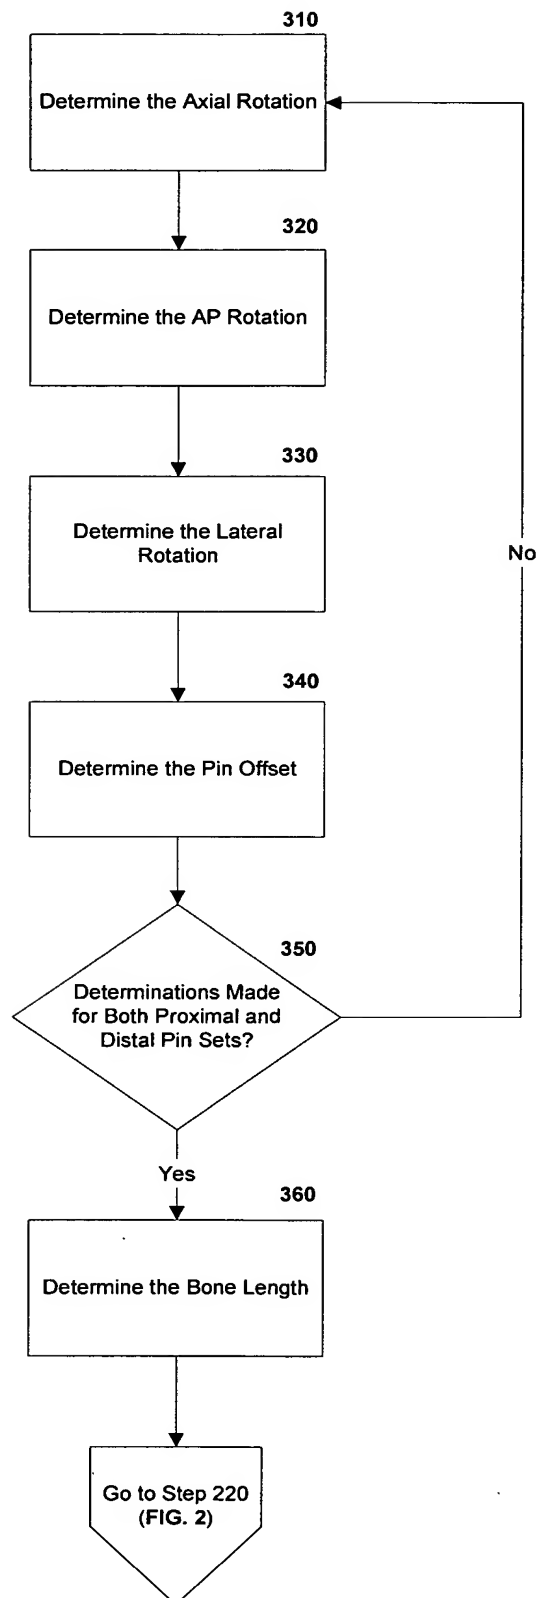 310
Determine the Axial Rotation
320
Determine the AP Rotation
330
Determine the Lateral
Rotation
No
340
Determine the Pin Offset
350
Determinations Made
for Both Proximal and
Distal Pin Sets?
Yes
360
Determine the Bone Length
Go to Step 220
(FIG. 2)